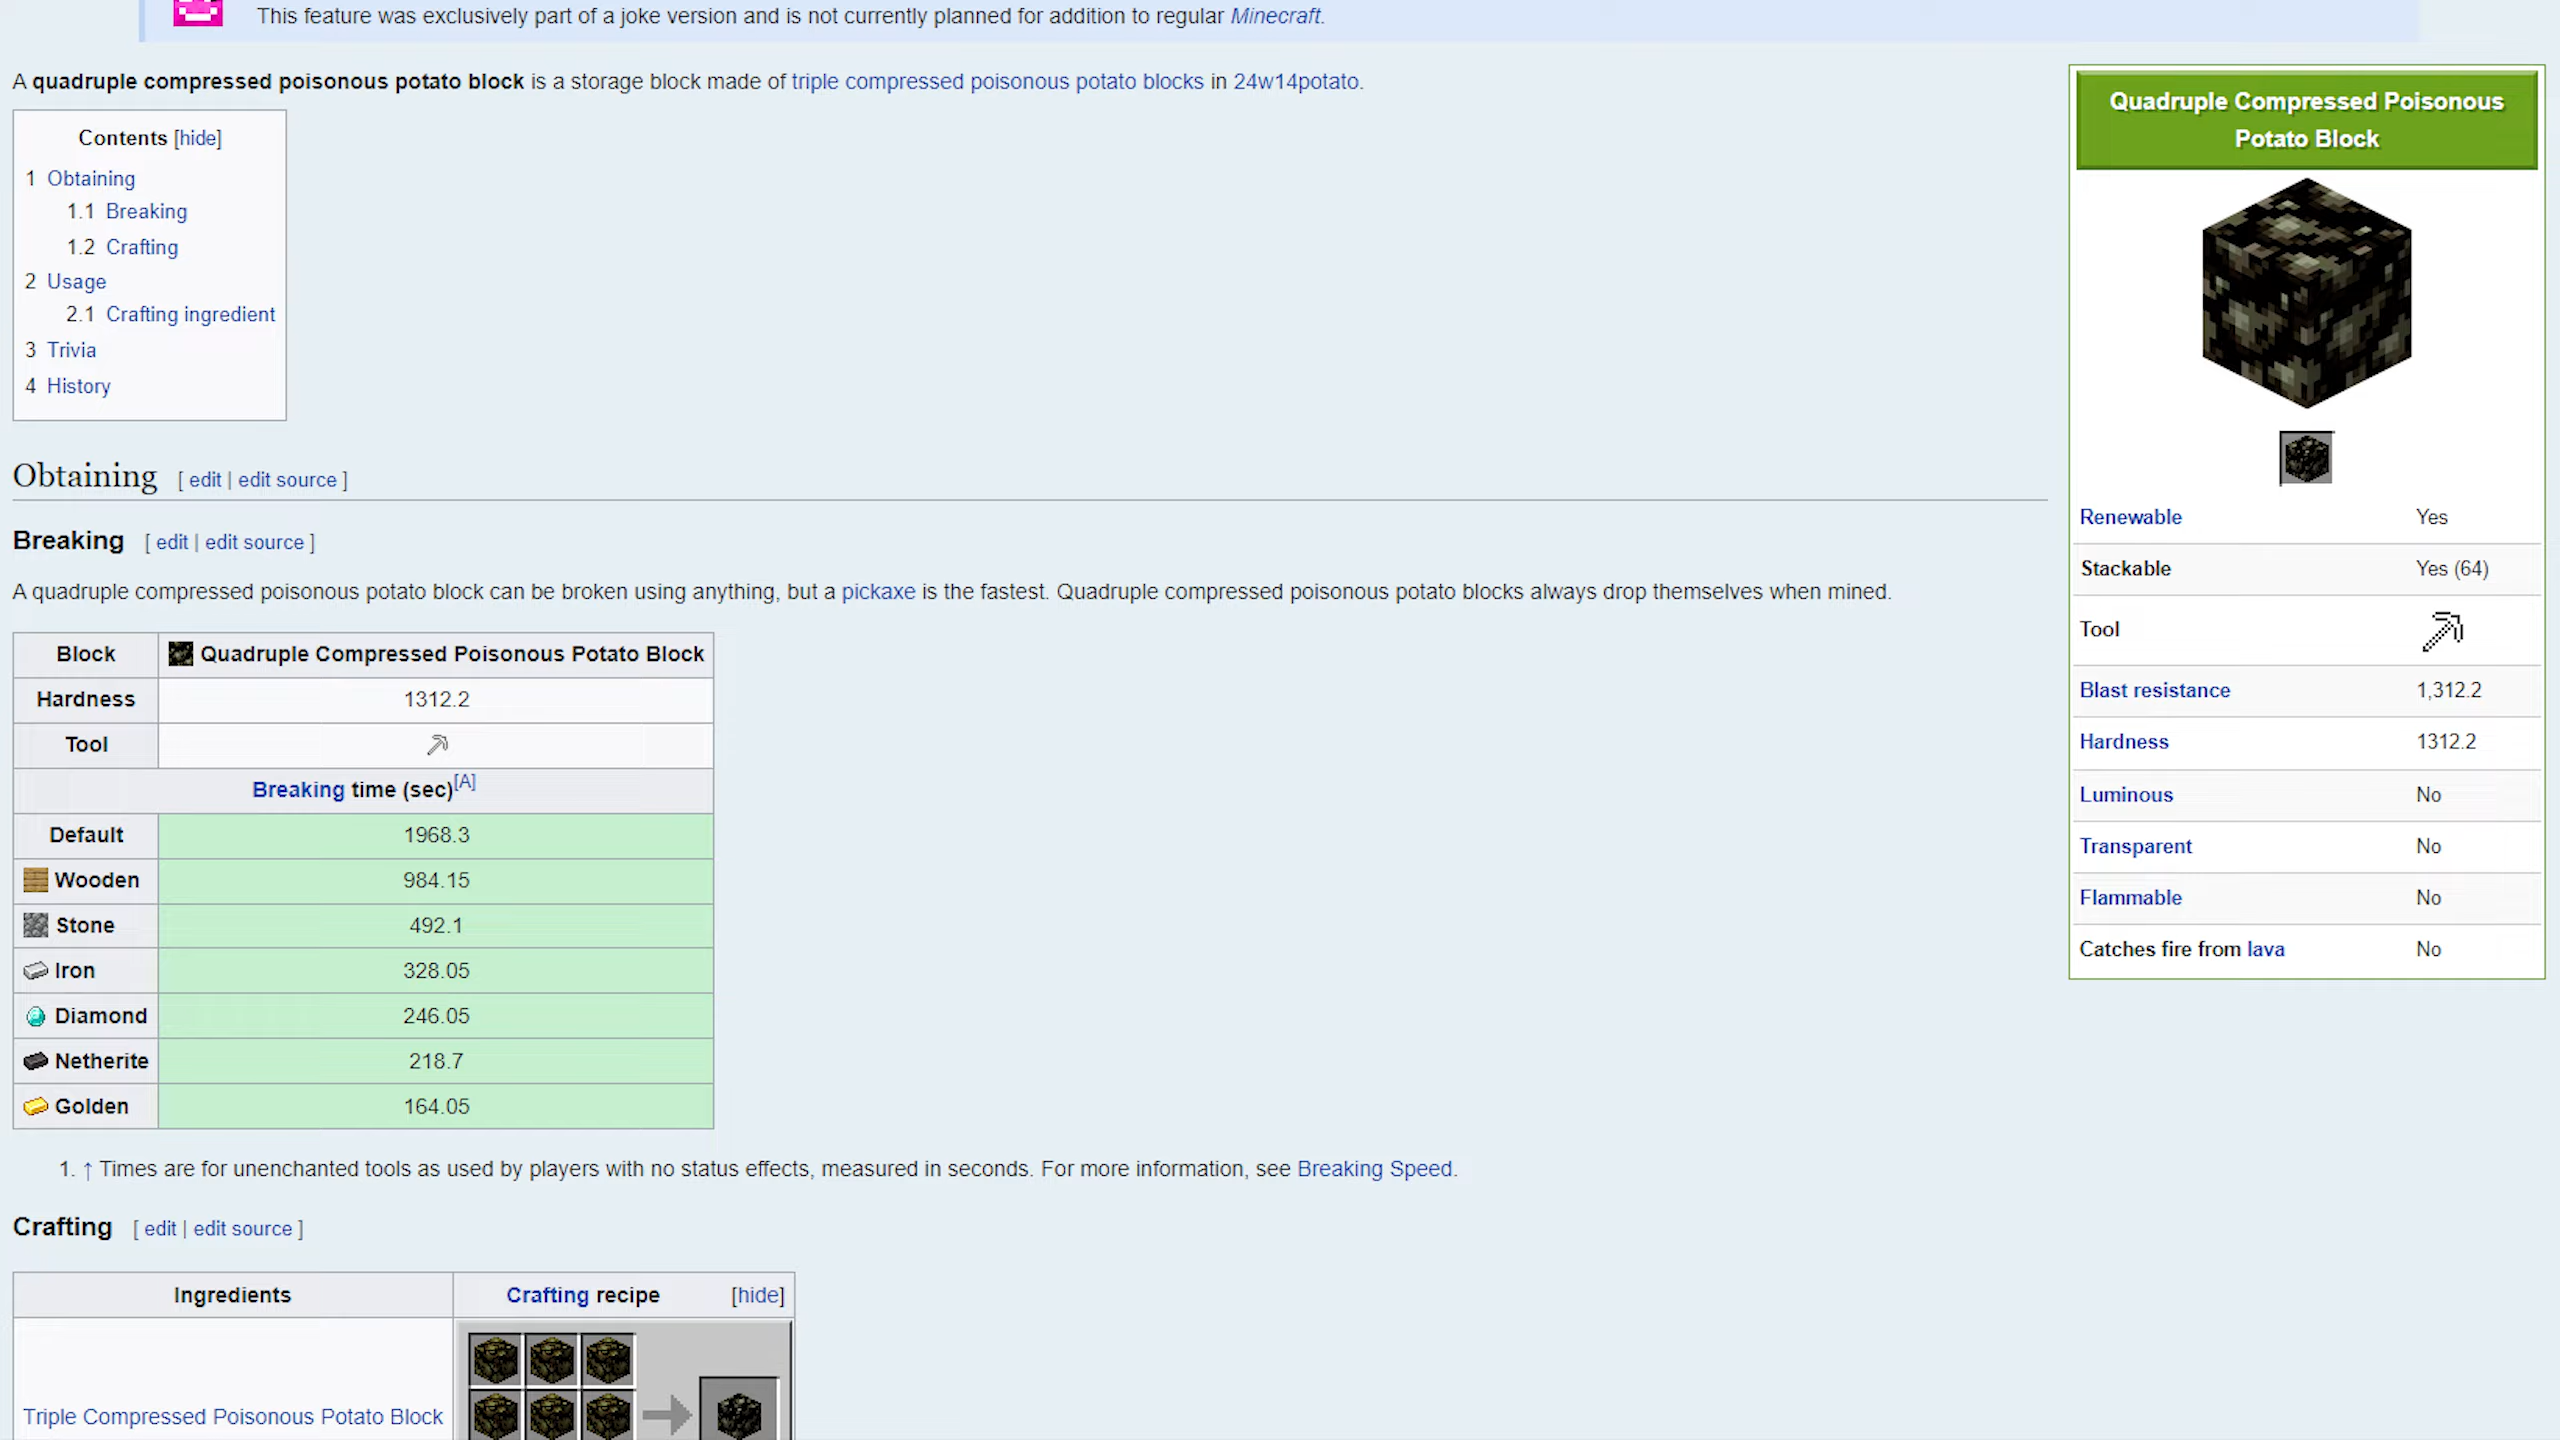 This feature was exclusively part of a joke version and is not currently planned for addition to regular Minecraft.
A quadruple compressed poisonous potato block is a storage block made of triple compressed poisonous potato blocks in 24w14potato.
Contents [hide]
1 Obtaining
1.1 Breaking
1.2 Crafting
2 Usage
2.1 Crafting ingredient
3 Trivia
4 History
Obtaining [ edit | edit source ]
Breaking [ edit | edit source ]
A quadruple compressed poisonous potato block can be broken using anything, but a pickaxe is the fastest. Quadruple compressed poisonous potato blocks always drop themselves when mined.
Block Quadruple Compressed Poisonous Potato Block
Hardness 1312.2
Tool
Breaking time (sec)[A]
Default 1968.3
Wooden 984.15
Stone 492.1
Iron 328.05
Diamond 246.05
Netherite 218.7
Golden 164.05
1. ↑ Times are for unenchanted tools as used by players with no status effects, measured in seconds. For more information, see Breaking Speed.
Crafting [ edit | edit source ]
Ingredients Crafting recipe [hide]
Triple Compressed Poisonous Potato Block
Quadruple Compressed Poisonous
Potato Block
Renewable Yes
Stackable Yes (64)
Tool
Blast resistance 1,312.2
Hardness 1312.2
Luminous No
Transparent No
Flammable No
Catches fire from lava No